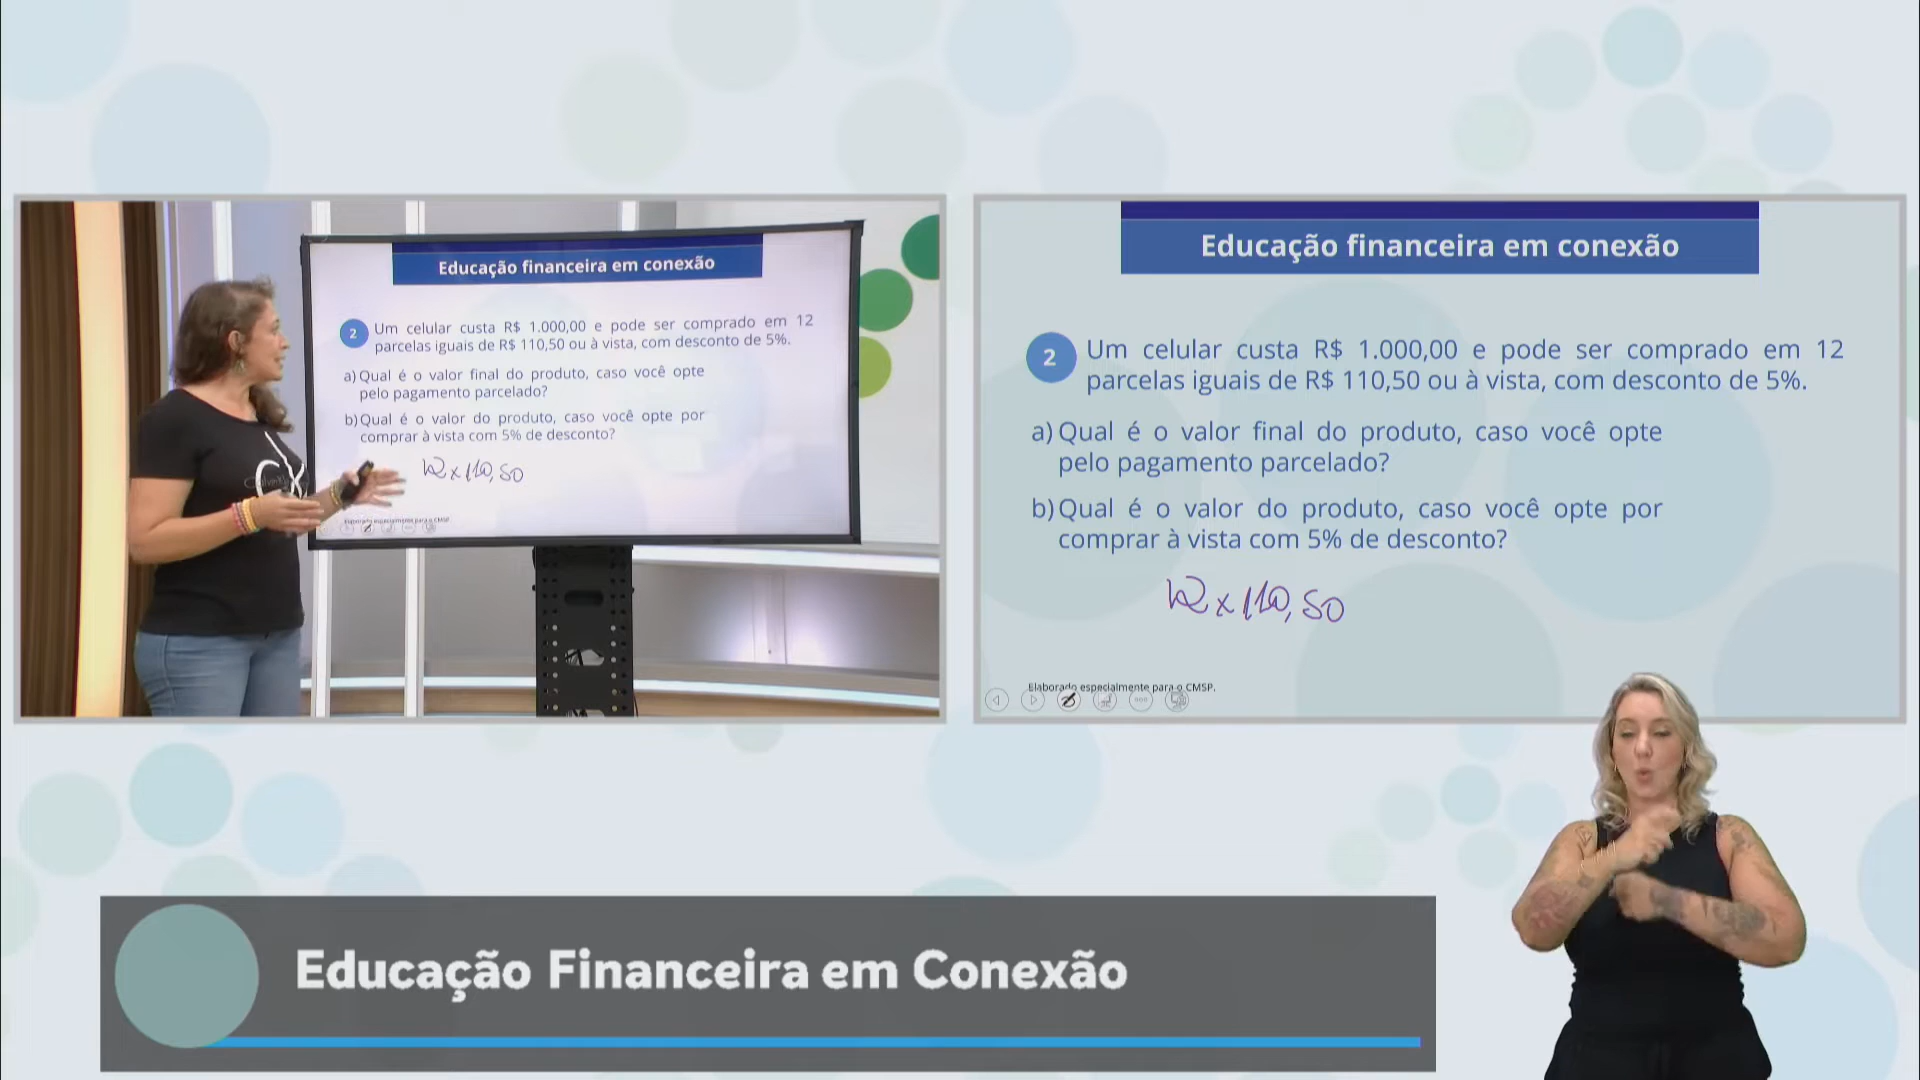 Educação financeira em conexão
2 Um celular custa R$ 1.000,00 e pode ser comprado em 12
parcelas iguais de R$ 110,50 ou à vista, com desconto de 5%.
a) Qual é o valor final do produto, caso você opte
pelo pagamento parcelado?
b) Qual é o valor do produto, caso você opte por
comprar à vista com 5% de desconto?
12 x 110,50
Elaborado especialmente para o CMSP.
Educação financeira em conexão
2 Um celular custa R$ 1.000,00 e pode ser comprado em 12
parcelas iguais de R$ 110,50 ou à vista, com desconto de 5%.
a) Qual é o valor final do produto, caso você opte
pelo pagamento parcelado?
b) Qual é o valor do produto, caso você opte por
comprar à vista com 5% de desconto?
12 x 110,50
Elaborado especialmente para o CMSP.
Educação Financeira em Conexão